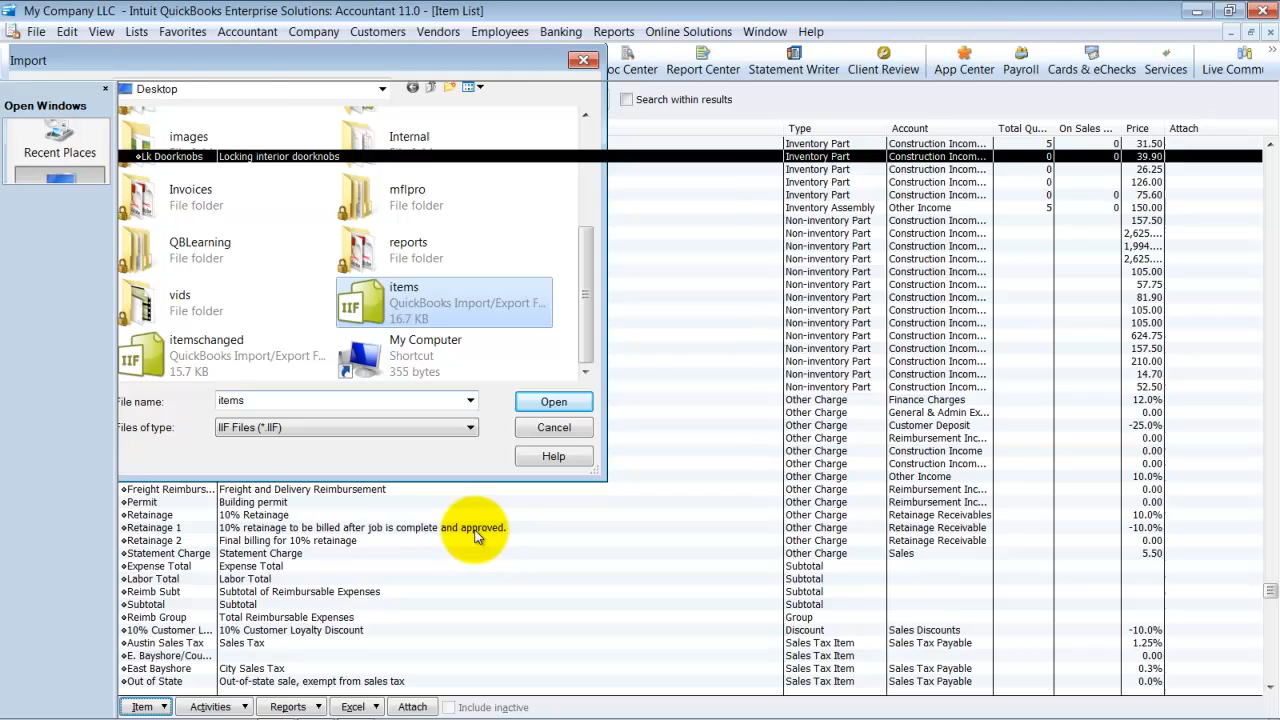 My Company LLC - Intuit QuickBooks Enterprise Solutions: Accountant 11.0 - [Item List]
File Edit View Lists Favorites Accountant Company Customers Vendors Employees Banking Reports Online Solutions Window Help
Import
oc Center Report Center Statement Writer Client Review App Center Payroll Cards & eChecks Services Live Commu
Open Windows
Recent Places
Desktop
Search within results
Type Account Total Qu... On Sales ... Price Attach
images
Internal
Lk Doorknobs Locking interior doorknobs
Invoices
File folder
mflpro
File folder
QBLearning
File folder
reports
File folder
vids
File folder
items
QuickBooks Import/Export F...
16.7 KB
IIF
itemschanged
QuickBooks Import/Export F...
15.7 KB
IIF
My Computer
Shortcut
355 bytes
File name: items Open
Files of type: IIF Files (*.IIF) Cancel
Help
Inventory Part Construction Incom... 5 0 31.50
Inventory Part Construction Incom... 0 0 39.90
Inventory Part Construction Incom... 0 26.25
Inventory Part Construction Incom... 0 126.00
Inventory Part Construction Incom... 0 0 75.60
Inventory Assembly Other Income 5 0 150.00
Non-inventory Part Construction Incom... 157.50
Non-inventory Part Construction Incom... 2,625....
Non-inventory Part Construction Incom... 1,994....
Non-inventory Part Construction Incom... 2,625....
Non-inventory Part Construction Incom... 105.00
Non-inventory Part Construction Incom... 57.75
Non-inventory Part Construction Incom... 81.90
Non-inventory Part Construction Incom... 105.00
Non-inventory Part Construction Incom... 105.00
Non-inventory Part Construction Incom... 624.75
Non-inventory Part Construction Incom... 157.50
Non-inventory Part Construction Incom... 210.00
Non-inventory Part Construction Incom... 14.70
Non-inventory Part Construction Incom... 52.50
Other Charge Finance Charges 12.0%
Other Charge General & Admin Ex... 0.00
Other Charge Customer Deposit -25.0%
Other Charge Reimbursement Inc... 0.00
Other Charge Construction Income 0.00
Other Charge Construction Incom... 0.00
Other Charge Other Income 10.0%
Freight Reimburs... Freight and Delivery Reimbursement Other Charge Reimbursement Inc... 0.00
Permit Building permit Other Charge Reimbursement Inc... 0.00
Retainage 10% Retainage Other Charge Retainage Receivables 10.0%
Retainage 1 10% retainage to be billed after job is complete and approved. Other Charge Retainage Receivable -10.0%
Retainage 2 Final billing for 10% retainage Other Charge Retainage Receivable 0.00
Statement Charge Statement Charge Other Charge Sales 5.50
Expense Total Expense Total Subtotal
Labor Total Labor Total Subtotal
Reimb Subt Subtotal of Reimbursable Expenses Subtotal
Subtotal Subtotal Subtotal
Reimb Group Total Reimbursable Expenses Group
10% Customer L... 10% Customer Loyalty Discount Discount Sales Discounts -10.0%
Austin Sales Tax Sales Tax Sales Tax Item Sales Tax Payable 1.25%
E. Bayshore/Cou... Sales Tax Item 0.00
East Bayshore City Sales Tax Sales Tax Item Sales Tax Payable 0.3%
Out of State Out-of-state sale, exempt from sales tax Sales Tax Item Sales Tax Payable 0.0%
Item Activities Reports Excel Attach Include inactive